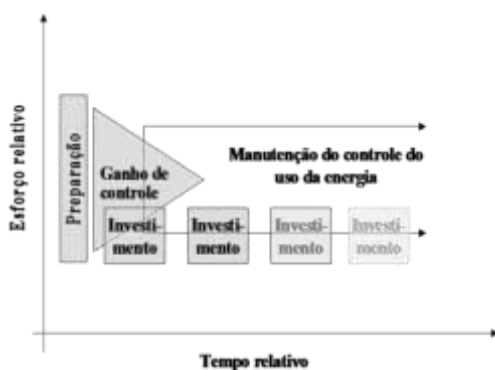 Esforço relativo
Preparação
Ganho de
controle
Manutenção do controle do
uso da energia
Investi-
mento
Investi-
mento
Investi-
mento
Investi-
mento
Tempo relativo